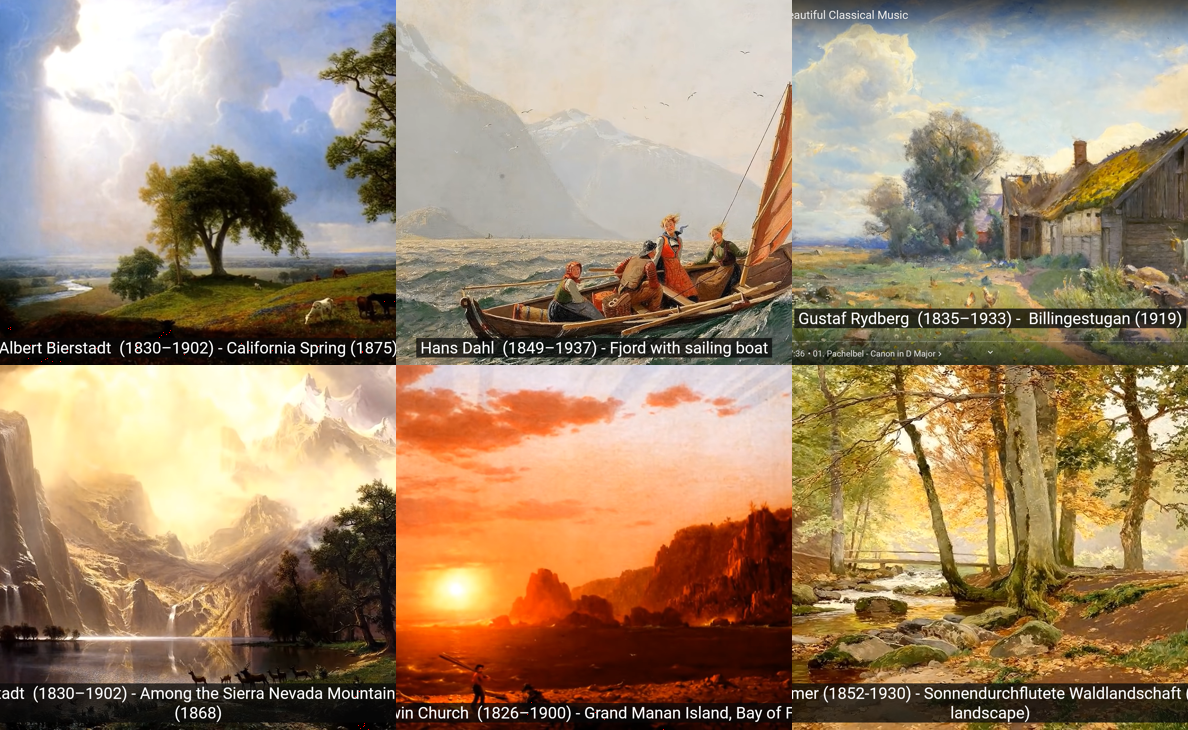 eautiful Classical Music
Albert Bierstadt (1830–1902) - California Spring (1875)
Hans Dahl (1849–1937) - Fjord with sailing boat
Gustaf Rydberg (1835–1933) - Billingestugan (1919)
:36 • 01. Pachelbel - Canon in D Major ›
tadt (1830–1902) - Among the Sierra Nevada Mountain
(1868)
win Church (1826–1900) - Grand Manan Island, Bay of F
mer (1852-1930) - Sonnendurchflutete Waldlandschaft (
landscape)